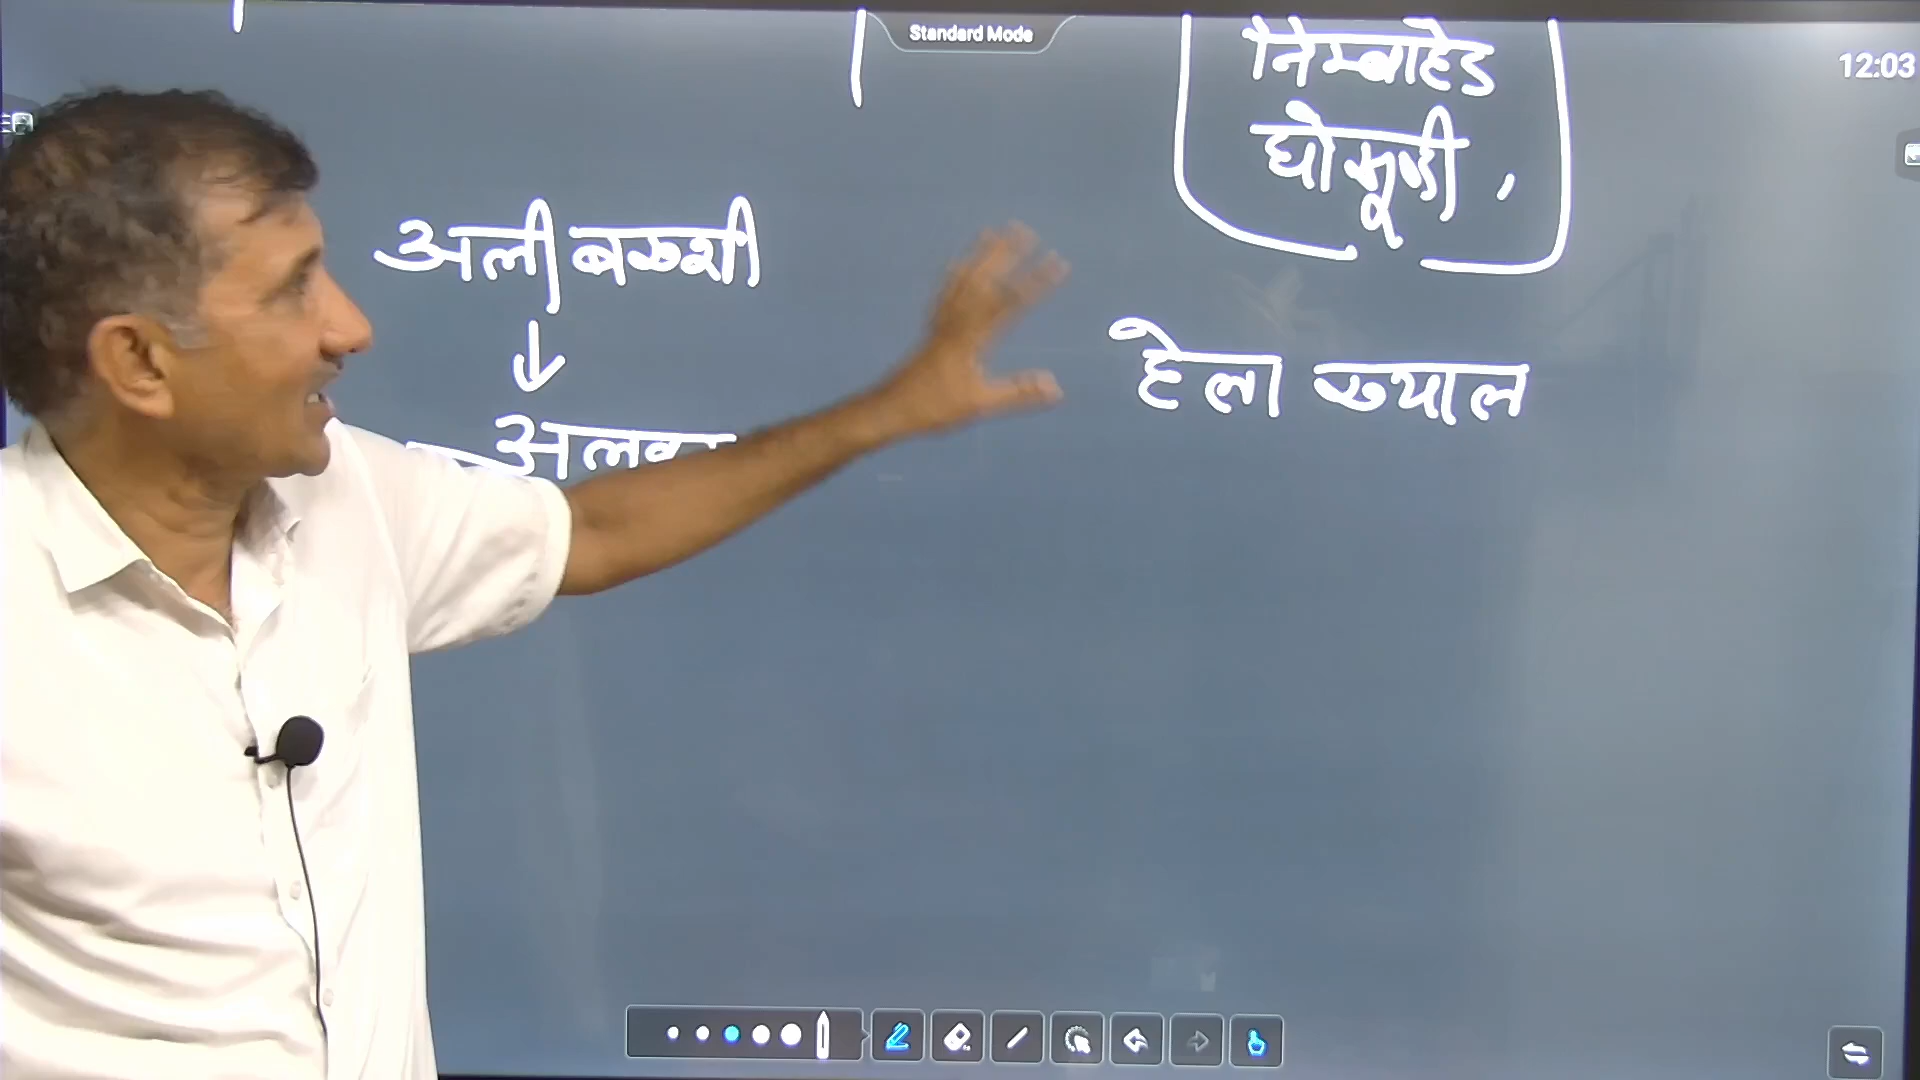 Standard Mode
12:03
निम्बाहेड
घोसूण्डी,
अली बख्शी
↓
हेला ख्याल